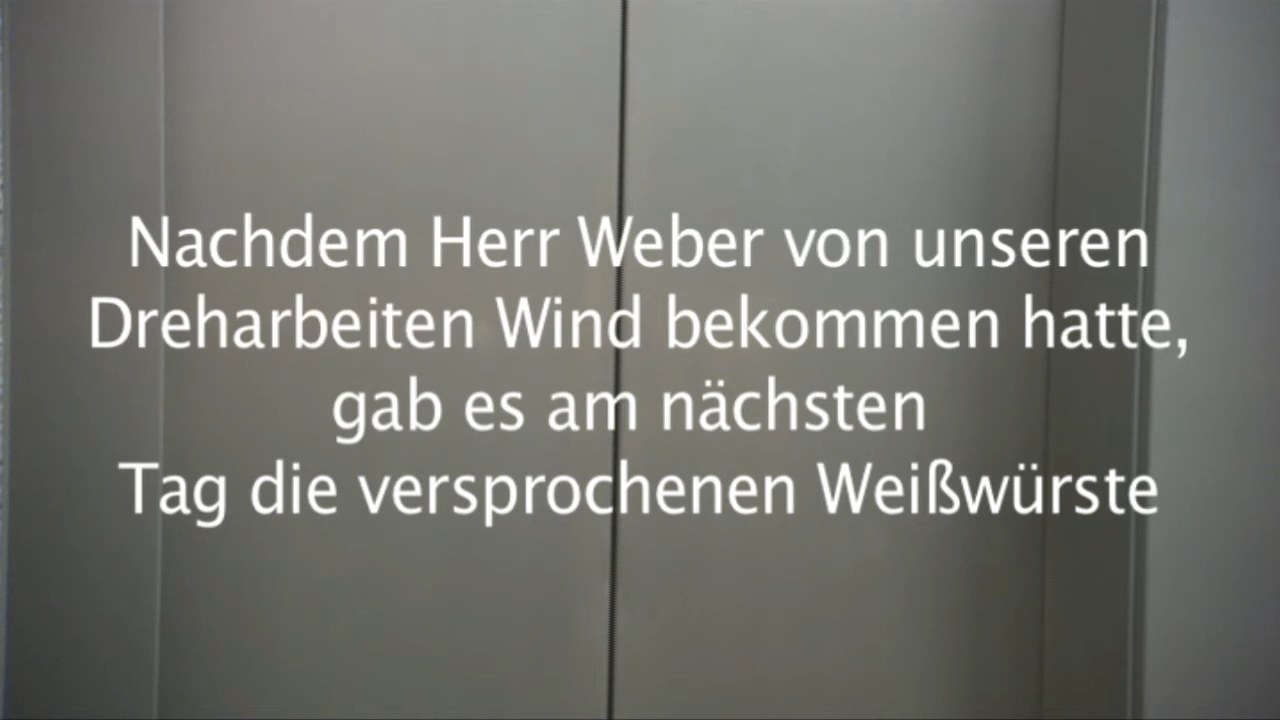 Nachdem Herr Weber von unseren
Dreharbeiten Wind bekommen hatte,
gab es am nächsten
Tag die versprochenen Weißwürste